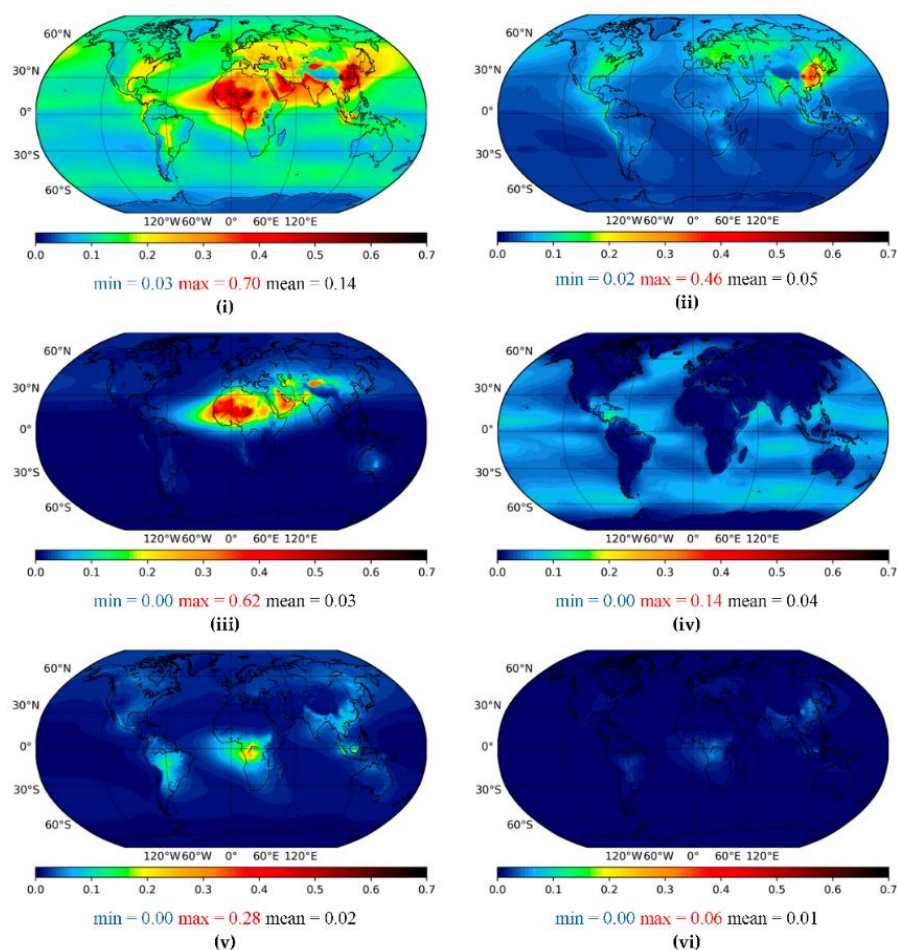 60°N 60°N
30°N 30°N
0° 0°
30°S 30°S
60°S 60°S
120°W 60°W 0° 60°E 120°E 120°W 60°W 0° 60°E 120°E
0.0 0.1 0.2 0.3 0.4 0.5 0.6 0.7 0.0 0.1 0.2 0.3 0.4 0.5 0.6 0.7
min = 0.03 max = 0.70 mean = 0.14 min = 0.02 max = 0.46 mean = 0.05
(i) (ii)
60°N 60°N
30°N 30°N
0° 0°
30°S 30°S
60°S 60°S
120°W 60°W 0° 60°E 120°E 120°W 60°W 0° 60°E 120°E
0.0 0.1 0.2 0.3 0.4 0.5 0.6 0.7 0.0 0.1 0.2 0.3 0.4 0.5 0.6 0.7
min = 0.00 max = 0.62 mean = 0.03 min = 0.00 max = 0.14 mean = 0.04
(iii) (iv)
60°N 60°N
0° 0°
30°S 30°S
60°S 60°S
120°W 60°W 0° 60°E 120°E 120°W 60°W 0° 60°E 120°E
0.0 0.1 0.2 0.3 0.4 0.5 0.6 0.7 0.0 0.1 0.2 0.3 0.4 0.5 0.6 0.7
min = 0.00 max = 0.28 mean = 0.02 min = 0.00 max = 0.06 mean = 0.01
(v) (vi)